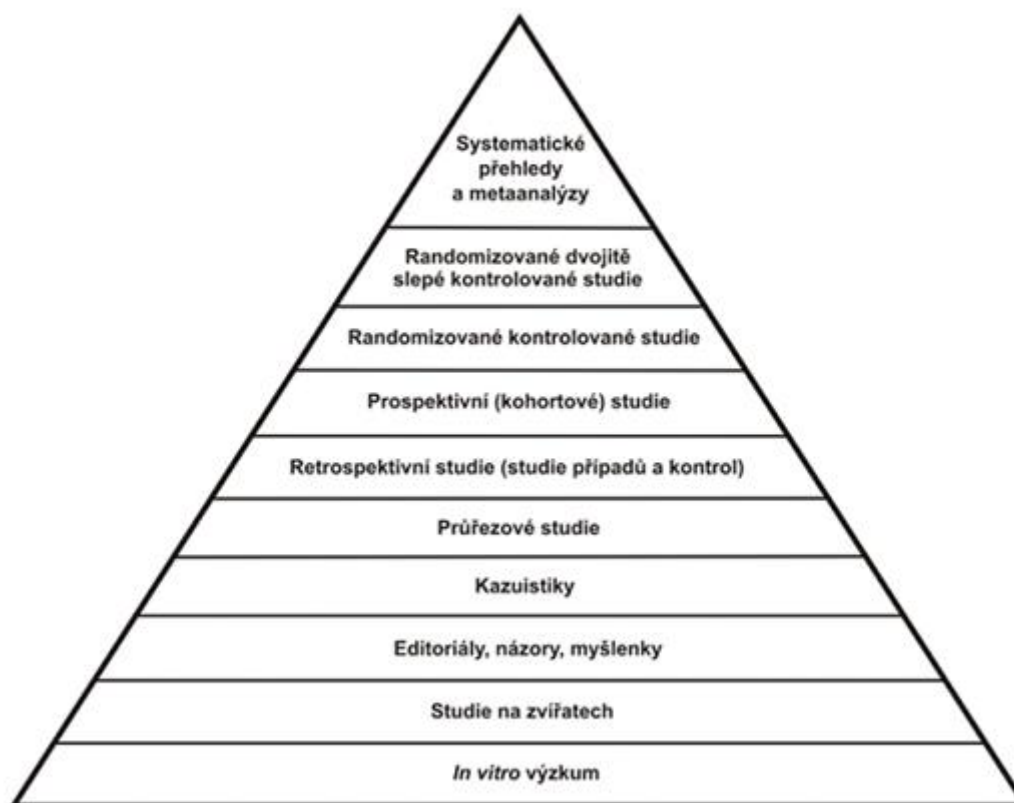 Systematické
přehledy
a metaanalýzy
Randomizované dvojitě
slepé kontrolované studie
Randomizované kontrolované studie
Prospektivní (kohortové) studie
Retrospektivní studie (studie případů a kontrol)
Průřezové studie
Kazuistiky
Editoriály, názory, myšlenky
Studie na zvířatech
In vitro výzkum